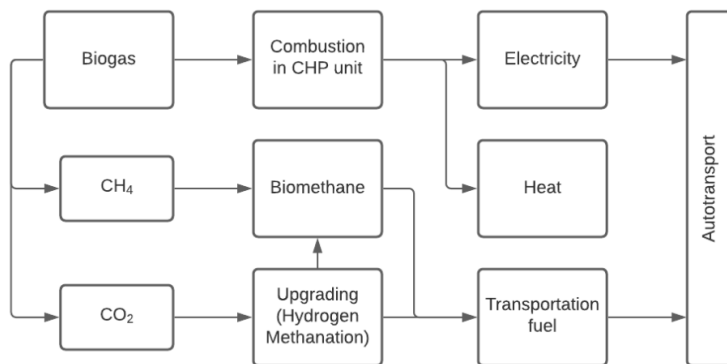 Biogas
Combustion
in CHP unit
Electricity
CH₄
Biomethane
Heat
CO₂
Upgrading
(Hydrogen
Methanation)
Transportation
fuel
Autotransport